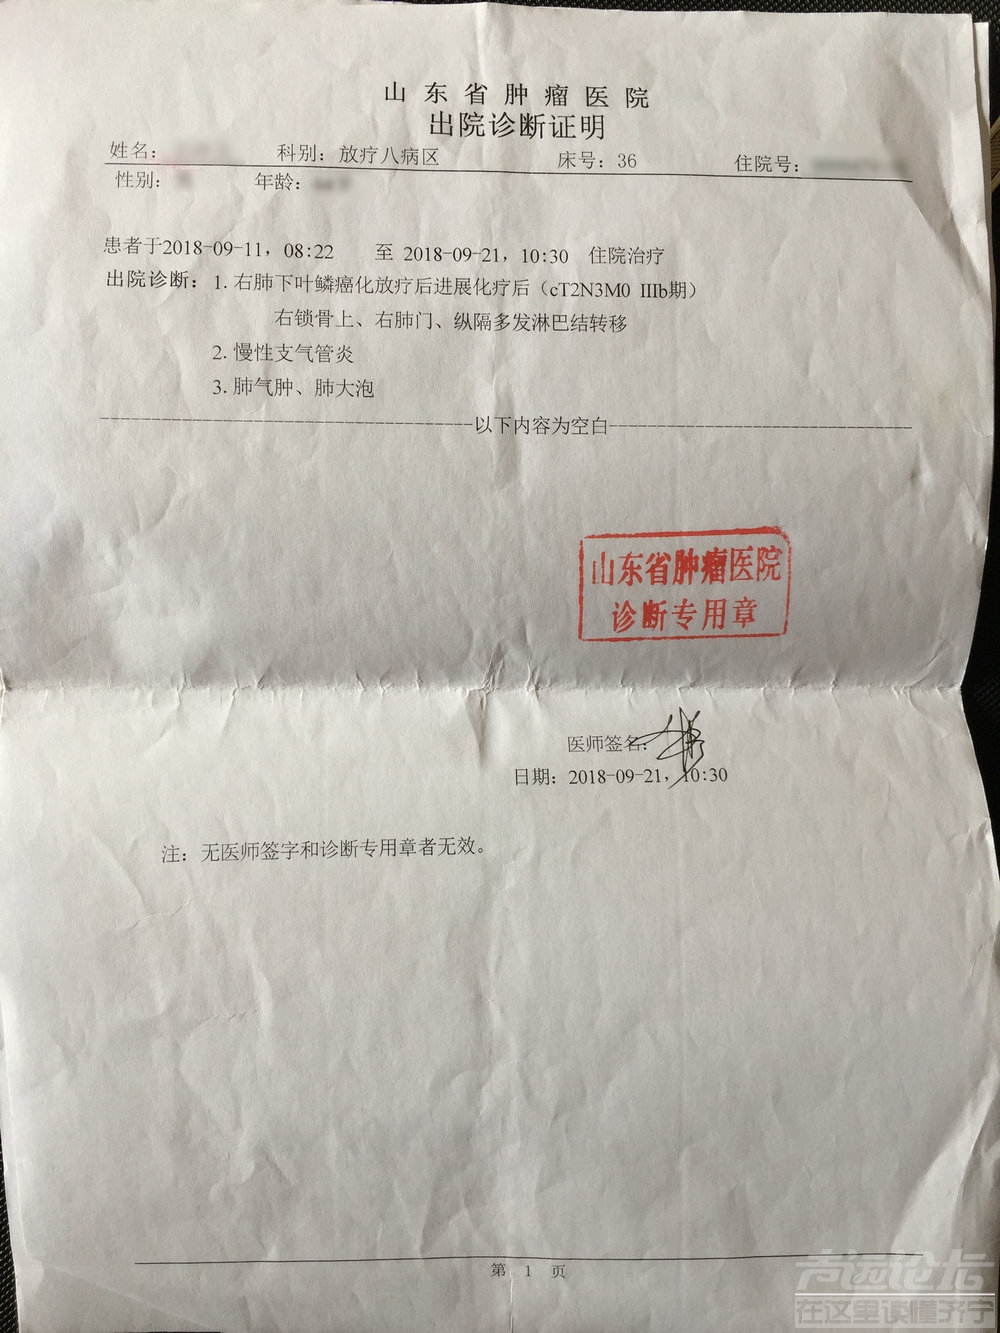 山东省肿瘤医院
出院诊断证明
姓名： 科别：放疗八病区 床号：36 住院号：
性别： 年龄：
患者于2018-09-11，08:22 至 2018-09-21，10:30 住院治疗
出院诊断：1. 右肺下叶鳞癌化放疗后进展化疗后（cT2N3M0 IIIb期）
右锁骨上、右肺门、纵隔多发淋巴结转移
2. 慢性支气管炎
3. 肺气肿、肺大泡
------------------------------------以下内容为空白------------------------------
山东省肿瘤医院
诊断专用章
医师签名：
日期：2018-09-21，10:30
注：无医师签字和诊断专用章者无效。
第 1 页
在这里读懂济宁